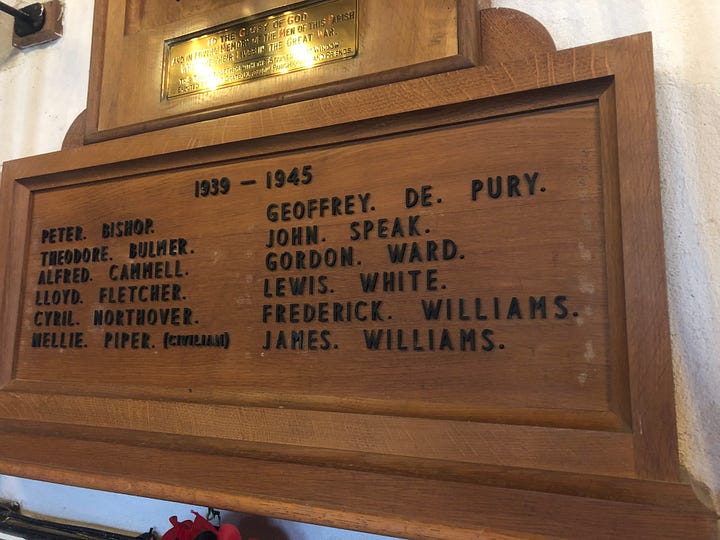 TO THE GLORY OF GOD
AND IN LOVING MEMORY OF THE MEN OF THIS PARISH
THE GREAT WAR.
1939 – 1945
PETER. BISHOP.
THEODORE. BULMER.
ALFRED. CAMMELL.
LLOYD. FLETCHER.
CYRIL. NORTHOVER.
NELLIE. PIPER. (CIVILIAN)
GEOFFREY. DE. PURY.
JOHN. SPEAK.
GORDON. WARD.
LEWIS. WHITE.
FREDERICK. WILLIAMS.
JAMES. WILLIAMS.